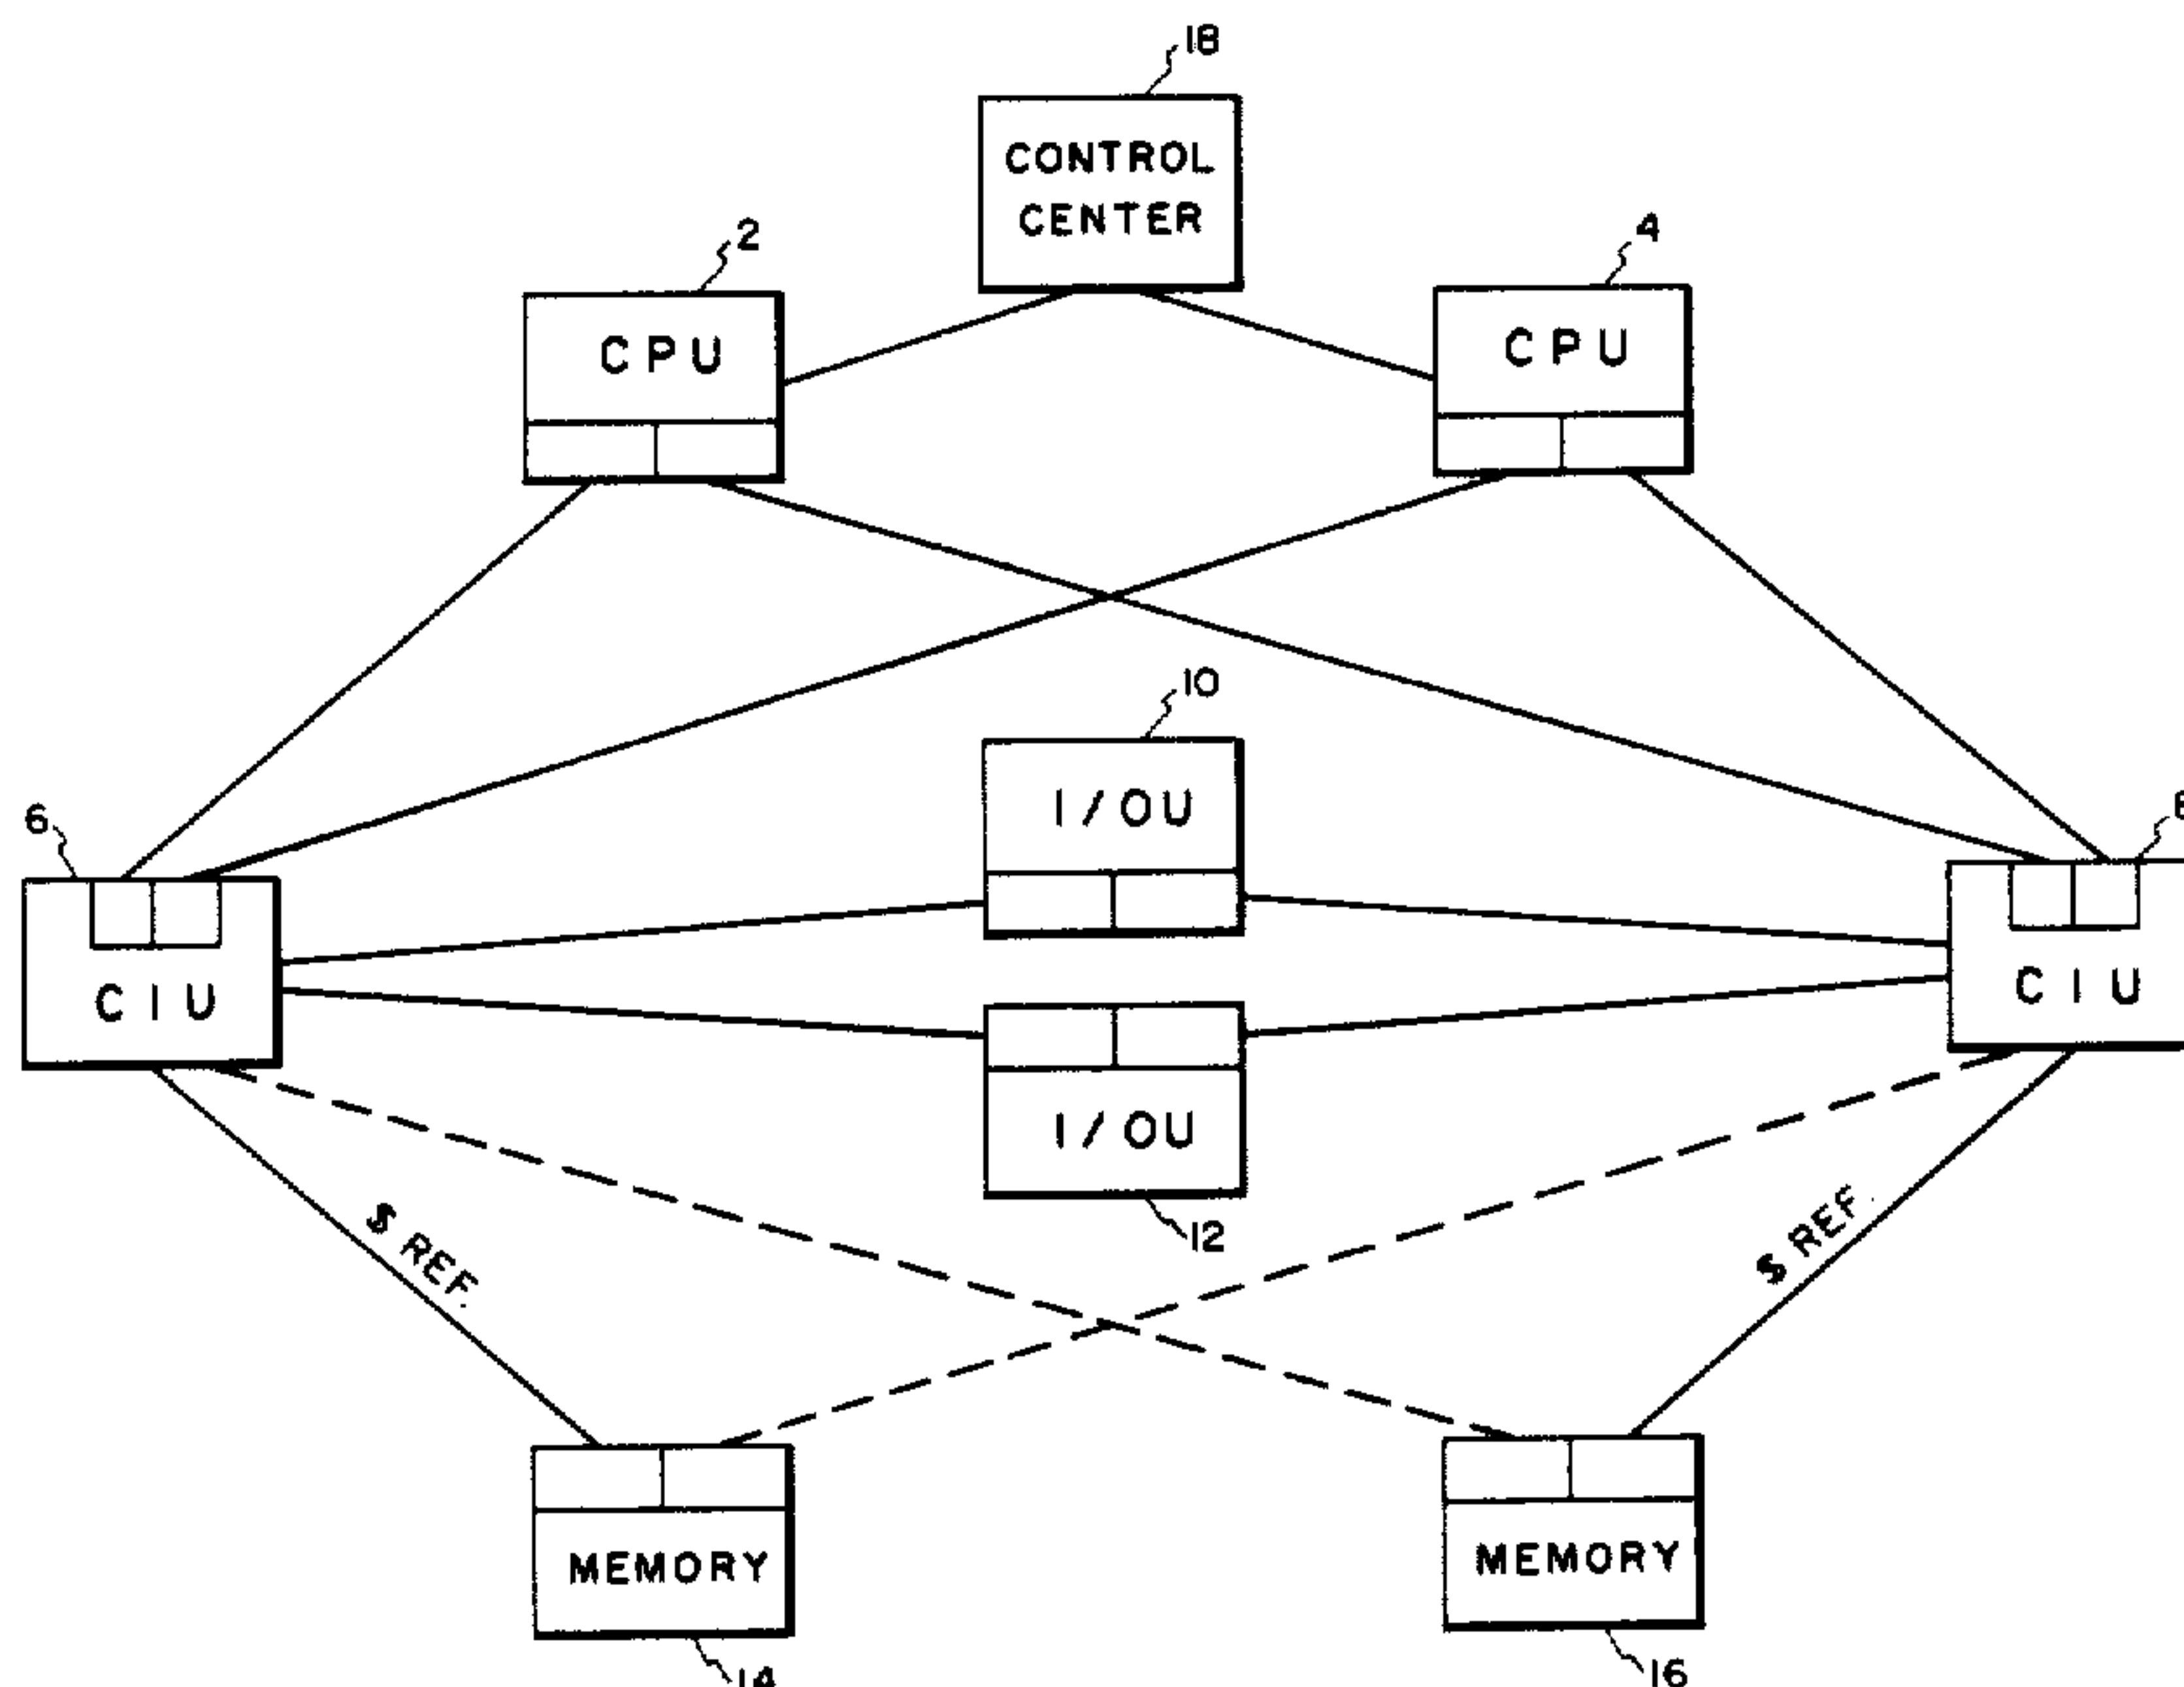 18
CONTROL
CENTER
2
4
CPU
CPU
10
I/OU
6
CIU
CIU
I/OU
12
$ REF.
$ REF.
MEMORY
MEMORY
14
16